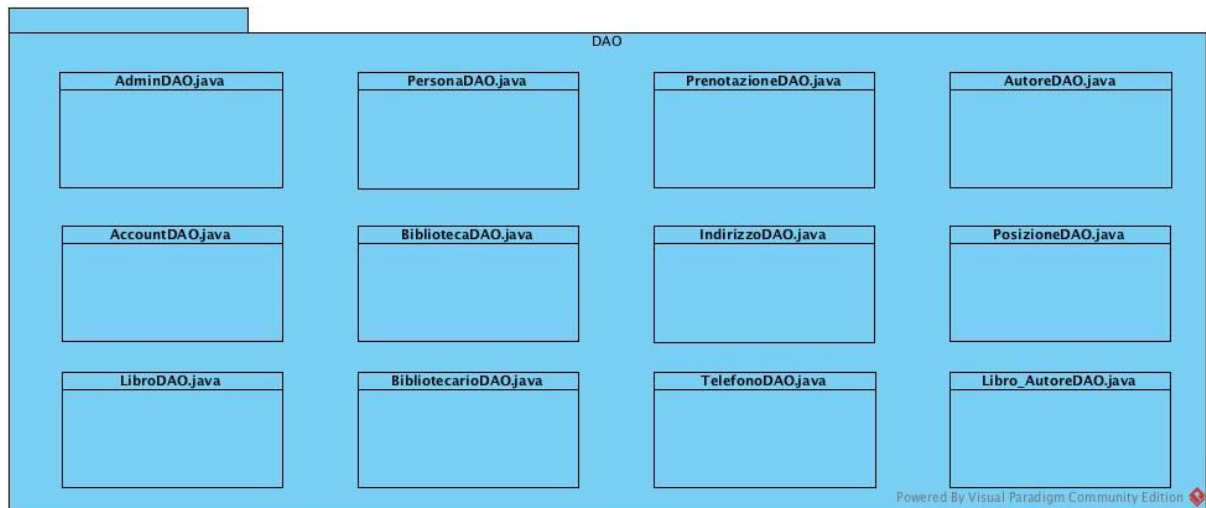 DAO
AdminDAO.java
PersonaDAO.java
PrenotazioneDAO.java
AutoreDAO.java
AccountDAO.java
BibliotecaDAO.java
IndirizzoDAO.java
PosizioneDAO.java
LibroDAO.java
BibliotecarioDAO.java
TelefonoDAO.java
Libro_AutoreDAO.java
Powered By Visual Paradigm Community Edition